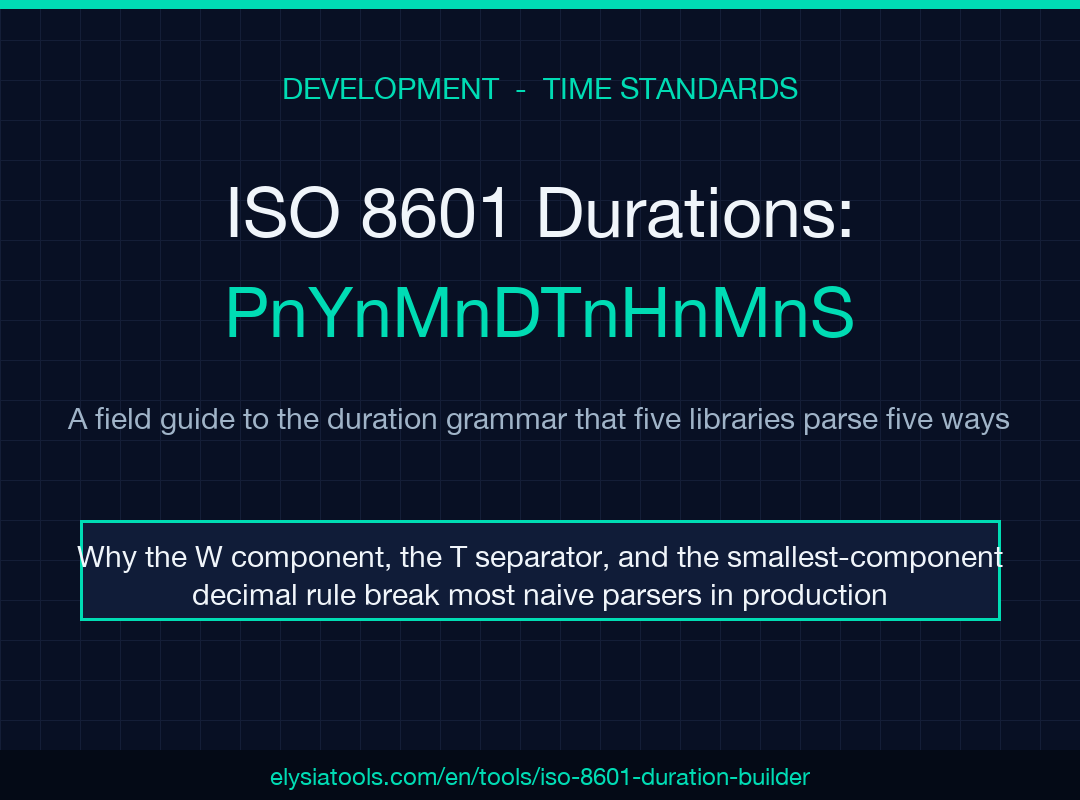 DEVELOPMENT - TIME STANDARDS
ISO 8601 Durations:
PnYnMnDTnHnMnS
A field guide to the duration grammar that five libraries parse five ways
Why the W component, the T separator, and the smallest-component
decimal rule break most naive parsers in production
elysiatools.com/en/tools/iso-8601-duration-builder